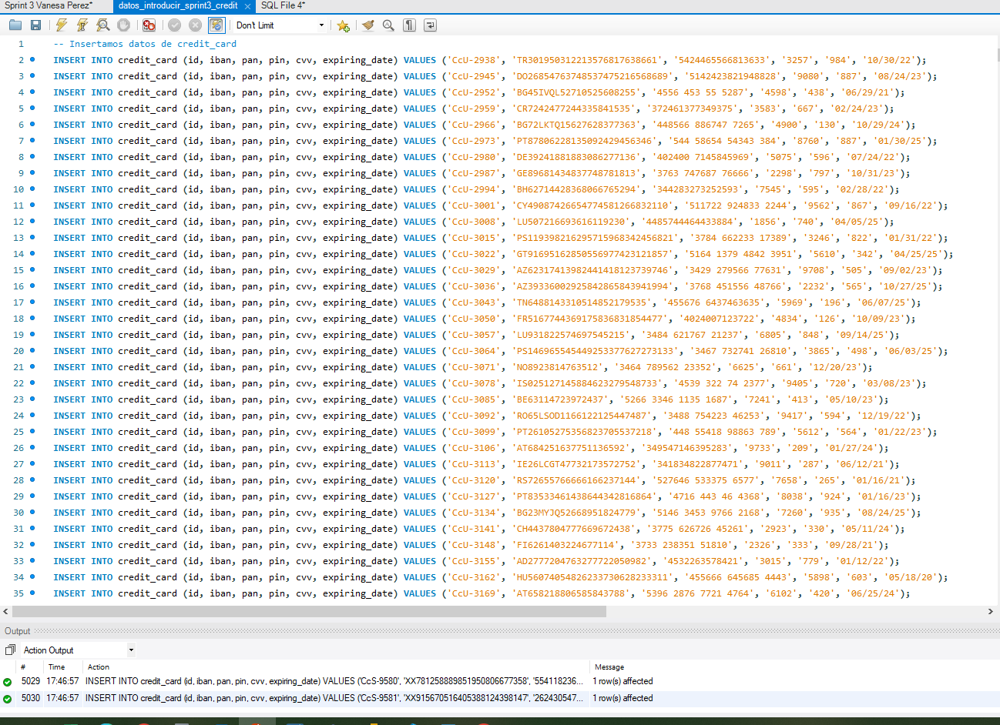 Sprint 3 Vanesa Perez* datos_introducir_sprint3_credit × SQL File 4*
Don't Limit
1 -- Insertamos datos de credit_card
2 INSERT INTO credit_card (id, iban, pan, pin, cvv, expiring_date) VALUES ('CcU-2938', 'TR301950312213576817638661', '5424465566813633', '3257', '984', '10/30/22');
3 INSERT INTO credit_card (id, iban, pan, pin, cvv, expiring_date) VALUES ('CcU-2945', 'DO26854763748537475216568689', '5142423821948828', '9080', '887', '08/24/23');
4 INSERT INTO credit_card (id, iban, pan, pin, cvv, expiring_date) VALUES ('CcU-2952', 'BG45IVQL52710525608255', '4556 453 55 5287', '4598', '438', '06/29/21');
5 INSERT INTO credit_card (id, iban, pan, pin, cvv, expiring_date) VALUES ('CcU-2959', 'CR7242477244335841535', '372461377349375', '3583', '667', '02/24/23');
6 INSERT INTO credit_card (id, iban, pan, pin, cvv, expiring_date) VALUES ('CcU-2966', 'BG72LKTQ15627628377363', '448566 886747 7265', '4900', '130', '10/29/24');
7 INSERT INTO credit_card (id, iban, pan, pin, cvv, expiring_date) VALUES ('CcU-2973', 'PT87806228135092429456346', '544 58654 54343 384', '8760', '887', '01/30/25');
8 INSERT INTO credit_card (id, iban, pan, pin, cvv, expiring_date) VALUES ('CcU-2980', 'DE39241881883086277136', '402400 7145845969', '5075', '596', '07/24/22');
9 INSERT INTO credit_card (id, iban, pan, pin, cvv, expiring_date) VALUES ('CcU-2987', 'GE89681434837748781813', '3763 747687 76666', '2298', '797', '10/31/23');
10 INSERT INTO credit_card (id, iban, pan, pin, cvv, expiring_date) VALUES ('CcU-2994', 'BH62714428368066765294', '344283273252593', '7545', '595', '02/28/22');
11 INSERT INTO credit_card (id, iban, pan, pin, cvv, expiring_date) VALUES ('CcU-3001', 'CY49087426654774581266832110', '511722 924833 2244', '9562', '867', '09/16/22');
12 INSERT INTO credit_card (id, iban, pan, pin, cvv, expiring_date) VALUES ('CcU-3008', 'LU507216693616119230', '4485744464433884', '1856', '740', '04/05/25');
13 INSERT INTO credit_card (id, iban, pan, pin, cvv, expiring_date) VALUES ('CcU-3015', 'PS119398216295715968342456821', '3784 662233 17389', '3246', '822', '01/31/22');
14 INSERT INTO credit_card (id, iban, pan, pin, cvv, expiring_date) VALUES ('CcU-3022', 'GT91695162850556977423121857', '5164 1379 4842 3951', '5610', '342', '04/25/25');
15 INSERT INTO credit_card (id, iban, pan, pin, cvv, expiring_date) VALUES ('CcU-3029', 'AZ62317413982441418123739746', '3429 279566 77631', '9708', '505', '09/02/23');
16 INSERT INTO credit_card (id, iban, pan, pin, cvv, expiring_date) VALUES ('CcU-3036', 'AZ39336002925842865843941994', '3768 451556 48766', '2232', '565', '10/27/25');
17 INSERT INTO credit_card (id, iban, pan, pin, cvv, expiring_date) VALUES ('CcU-3043', 'TN6488143310514852179535', '455676 6437463635', '5969', '196', '06/07/25');
18 INSERT INTO credit_card (id, iban, pan, pin, cvv, expiring_date) VALUES ('CcU-3050', 'FR5167744369175836831854477', '4024007123722', '4834', '126', '10/09/23');
19 INSERT INTO credit_card (id, iban, pan, pin, cvv, expiring_date) VALUES ('CcU-3057', 'LU931822574697545215', '3484 621767 21237', '6805', '848', '09/14/25');
20 INSERT INTO credit_card (id, iban, pan, pin, cvv, expiring_date) VALUES ('CcU-3064', 'PS146965545449253377627273133', '3467 732741 26810', '3865', '498', '06/03/25');
21 INSERT INTO credit_card (id, iban, pan, pin, cvv, expiring_date) VALUES ('CcU-3071', 'NO8923814763512', '3464 789562 23352', '6625', '661', '12/20/23');
22 INSERT INTO credit_card (id, iban, pan, pin, cvv, expiring_date) VALUES ('CcU-3078', 'IS025127145884623279548733', '4539 322 74 2377', '9405', '720', '03/08/23');
23 INSERT INTO credit_card (id, iban, pan, pin, cvv, expiring_date) VALUES ('CcU-3085', 'BE63114723972437', '5266 3346 1135 1687', '7241', '413', '05/10/23');
24 INSERT INTO credit_card (id, iban, pan, pin, cvv, expiring_date) VALUES ('CcU-3092', 'RO65LSOD1166122125447487', '3488 754223 46253', '9417', '594', '12/19/22');
25 INSERT INTO credit_card (id, iban, pan, pin, cvv, expiring_date) VALUES ('CcU-3099', 'PT26105275356823705537218', '448 55418 98863 789', '5612', '564', '01/22/23');
26 INSERT INTO credit_card (id, iban, pan, pin, cvv, expiring_date) VALUES ('CcU-3106', 'AT684251637751136592', '349547146395283', '9733', '209', '01/27/24');
27 INSERT INTO credit_card (id, iban, pan, pin, cvv, expiring_date) VALUES ('CcU-3113', 'IE26LCGT47732173572752', '341834822877471', '9011', '287', '06/12/21');
28 INSERT INTO credit_card (id, iban, pan, pin, cvv, expiring_date) VALUES ('CcU-3120', 'RS72655766666166237144', '527646 533375 6577', '7658', '265', '01/16/21');
29 INSERT INTO credit_card (id, iban, pan, pin, cvv, expiring_date) VALUES ('CcU-3127', 'PT83533461438644342816864', '4716 443 46 4368', '8038', '924', '01/16/23');
30 INSERT INTO credit_card (id, iban, pan, pin, cvv, expiring_date) VALUES ('CcU-3134', 'BG23MYJQ52668951824779', '5146 3453 9766 2168', '7260', '935', '08/24/25');
31 INSERT INTO credit_card (id, iban, pan, pin, cvv, expiring_date) VALUES ('CcU-3141', 'CH4437804777669672438', '3775 626726 45261', '2923', '330', '05/11/24');
32 INSERT INTO credit_card (id, iban, pan, pin, cvv, expiring_date) VALUES ('CcU-3148', 'FI6261403224677114', '3733 238351 51810', '2326', '333', '09/28/21');
33 INSERT INTO credit_card (id, iban, pan, pin, cvv, expiring_date) VALUES ('CcU-3155', 'AD2777204763277722050982', '4532263578421', '3015', '779', '01/12/22');
34 INSERT INTO credit_card (id, iban, pan, pin, cvv, expiring_date) VALUES ('CcU-3162', 'HU56074054826233730628233311', '455666 645685 4443', '5898', '603', '05/18/20');
35 INSERT INTO credit_card (id, iban, pan, pin, cvv, expiring_date) VALUES ('CcU-3169', 'AT658218806585843788', '5396 2876 7721 4764', '6102', '420', '06/25/24');
Output
Action Output
# Time Action Message
5029 17:46:57 INSERT INTO credit_card (id, iban, pan, pin, cvv, expiring_date) VALUES ('CcS-9580', 'XX781258889851950806677358', '554118236... 1 row(s) affected
5030 17:46:57 INSERT INTO credit_card (id, iban, pan, pin, cvv, expiring_date) VALUES ('CcS-9581', 'XX915670516405388124398147', '262430547... 1 row(s) affected